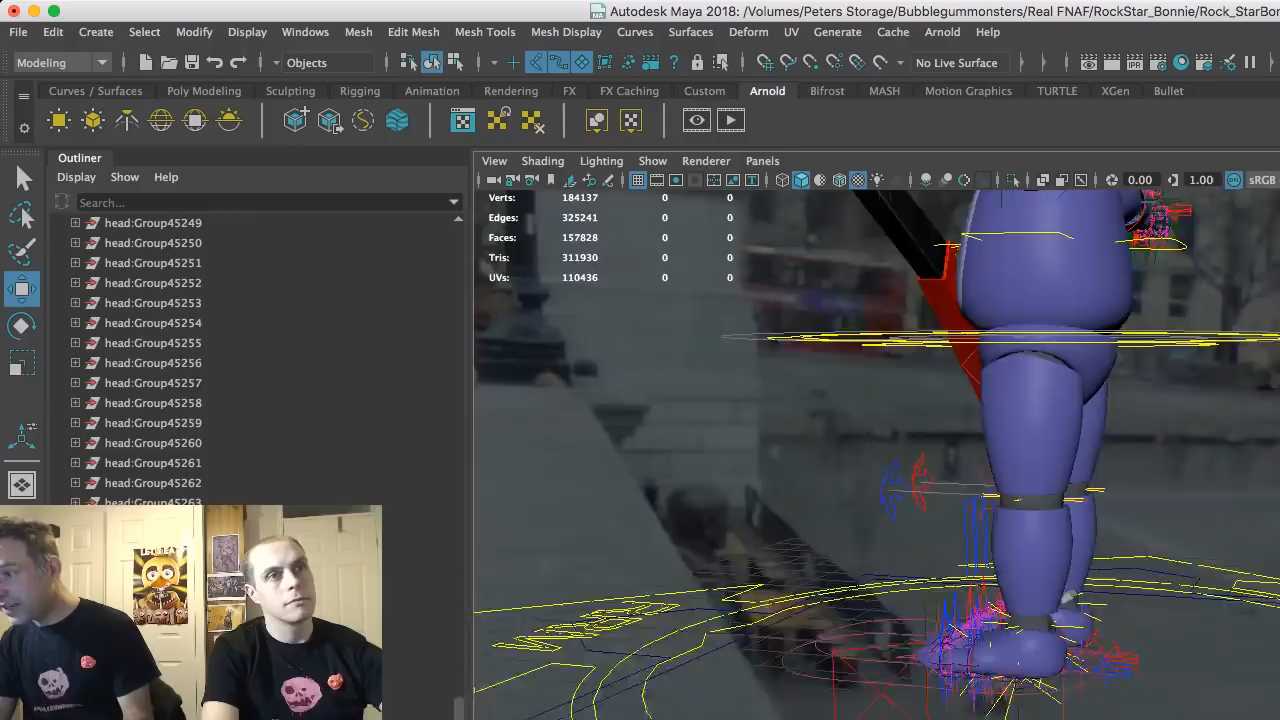 Autodesk Maya 2018: /Volumes/Peters Storage/Bubblegummonsters/Real FNAF/RockStar_Bonnie/Rock_StarBon
File Edit Create Select Modify Display Windows Mesh Edit Mesh Mesh Tools Mesh Display Curves Surfaces Deform UV Generate Cache Arnold Help
Modeling Objects No Live Surface
Curves / Surfaces Poly Modeling Sculpting Rigging Animation Rendering FX FX Caching Custom Arnold Bifrost MASH Motion Graphics TURTLE XGen Bullet
Outliner
Display Show Help
Search...
head:Group45249
head:Group45250
head:Group45251
head:Group45252
head:Group45253
head:Group45254
head:Group45255
head:Group45256
head:Group45257
head:Group45258
head:Group45259
head:Group45260
head:Group45261
head:Group45262
head:Group45263
View Shading Lighting Show Renderer Panels
0.00 1.00 sRGB
Verts: 184137 0 0
Edges: 325241 0 0
Faces: 157828 0 0
Tris: 311930 0 0
UVs: 110436 0 0
LET'S EAT